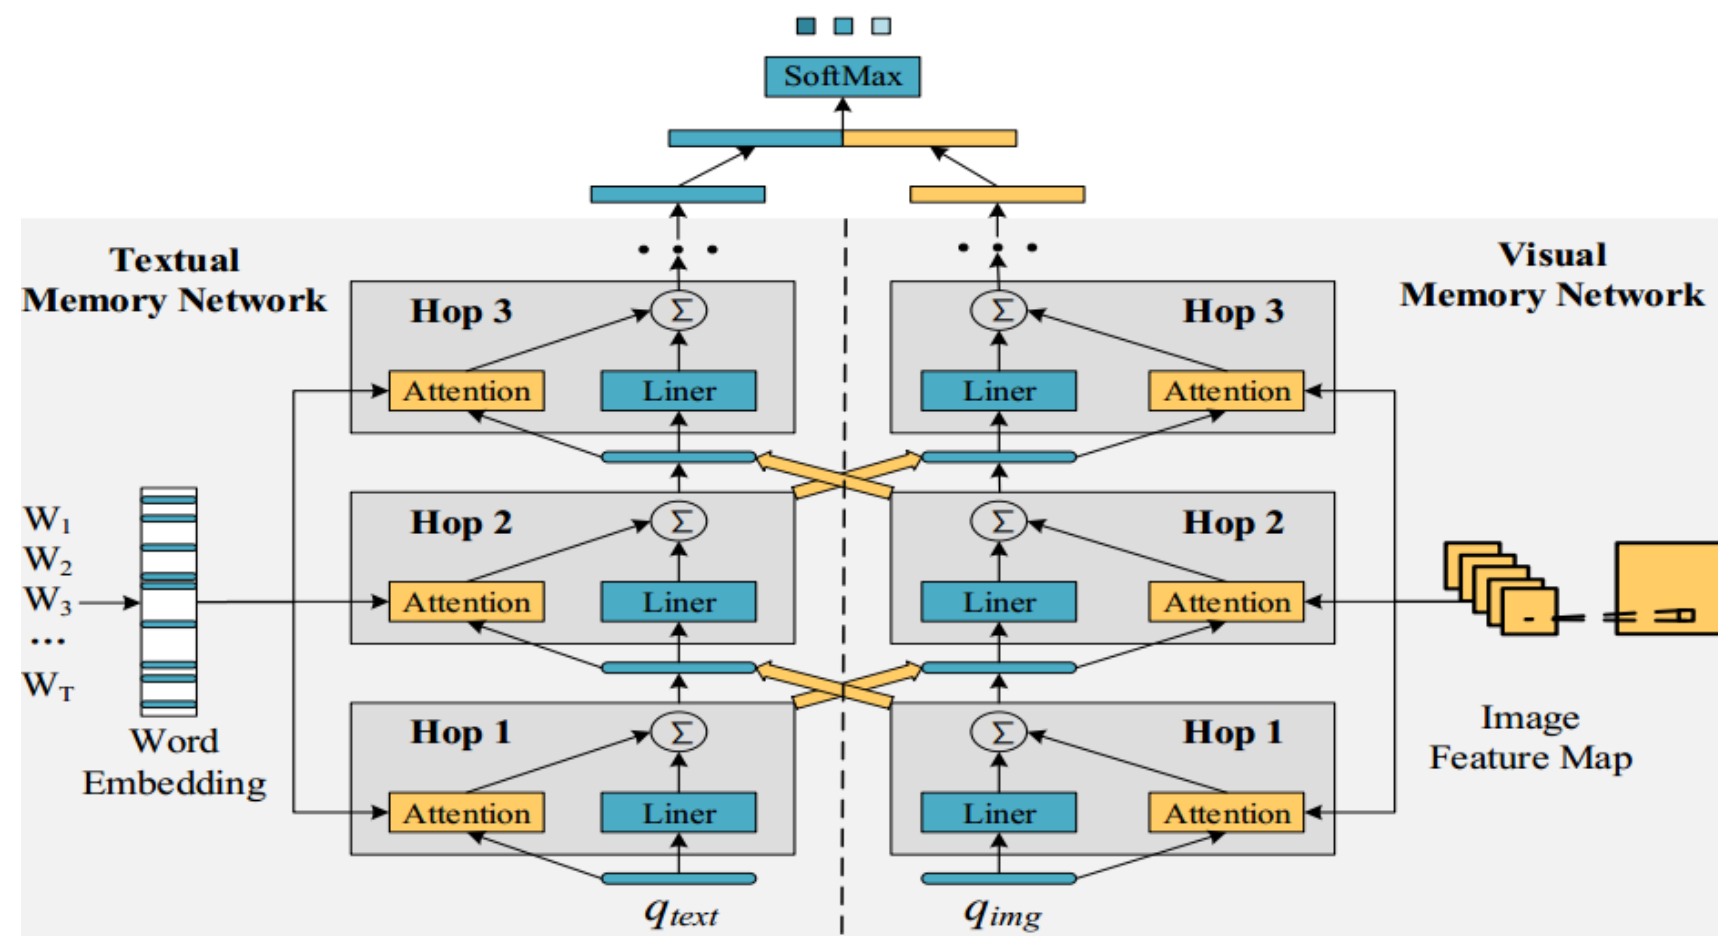 SoftMax
Textual
Memory Network
Visual
Memory Network
Hop 3
Σ
Attention
Liner
Σ
Hop 3
Liner
Attention
Hop 2
Σ
Attention
Liner
Σ
Hop 2
Liner
Attention
Hop 1
Σ
Attention
Liner
Σ
Hop 1
Liner
Attention
W1
W2
W3
...
WT
Word
Embedding
Image
Feature Map
qtext
qimg